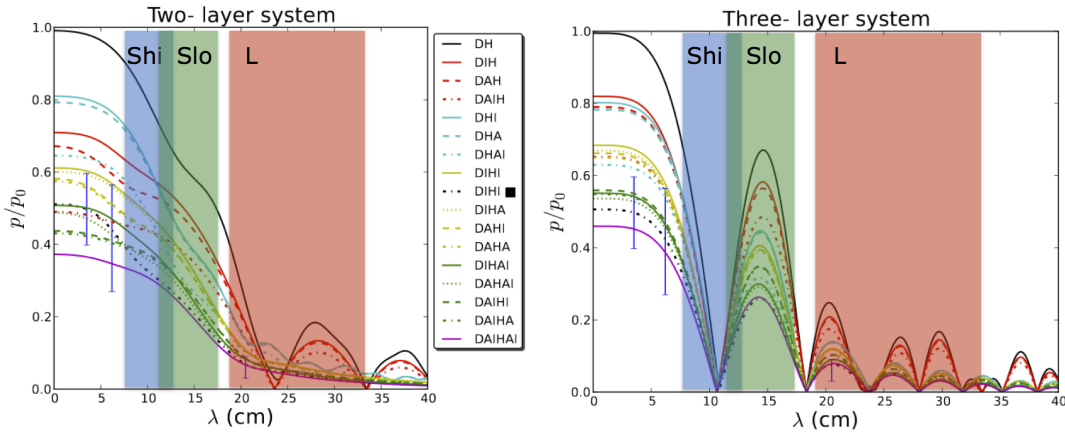 Two- layer system
1.0
0.8
0.6
0.4
0.2
0.0
p/p₀
Shi
Slo
L
0
5
10
15
20
25
30
35
40
λ (cm)
DH
DIH
DAH
DAIH
DHI
DHA
DHAI
DIHI
DIHI ■
DIHA
DAHI
DAHA
DIHAI
DAHAI
DAIHI
DAIHA
DAIHAI
Three- layer system
1.0
0.8
0.6
0.4
0.2
0.0
p/p₀
Shi
Slo
L
0
5
10
15
20
25
30
35
40
λ (cm)